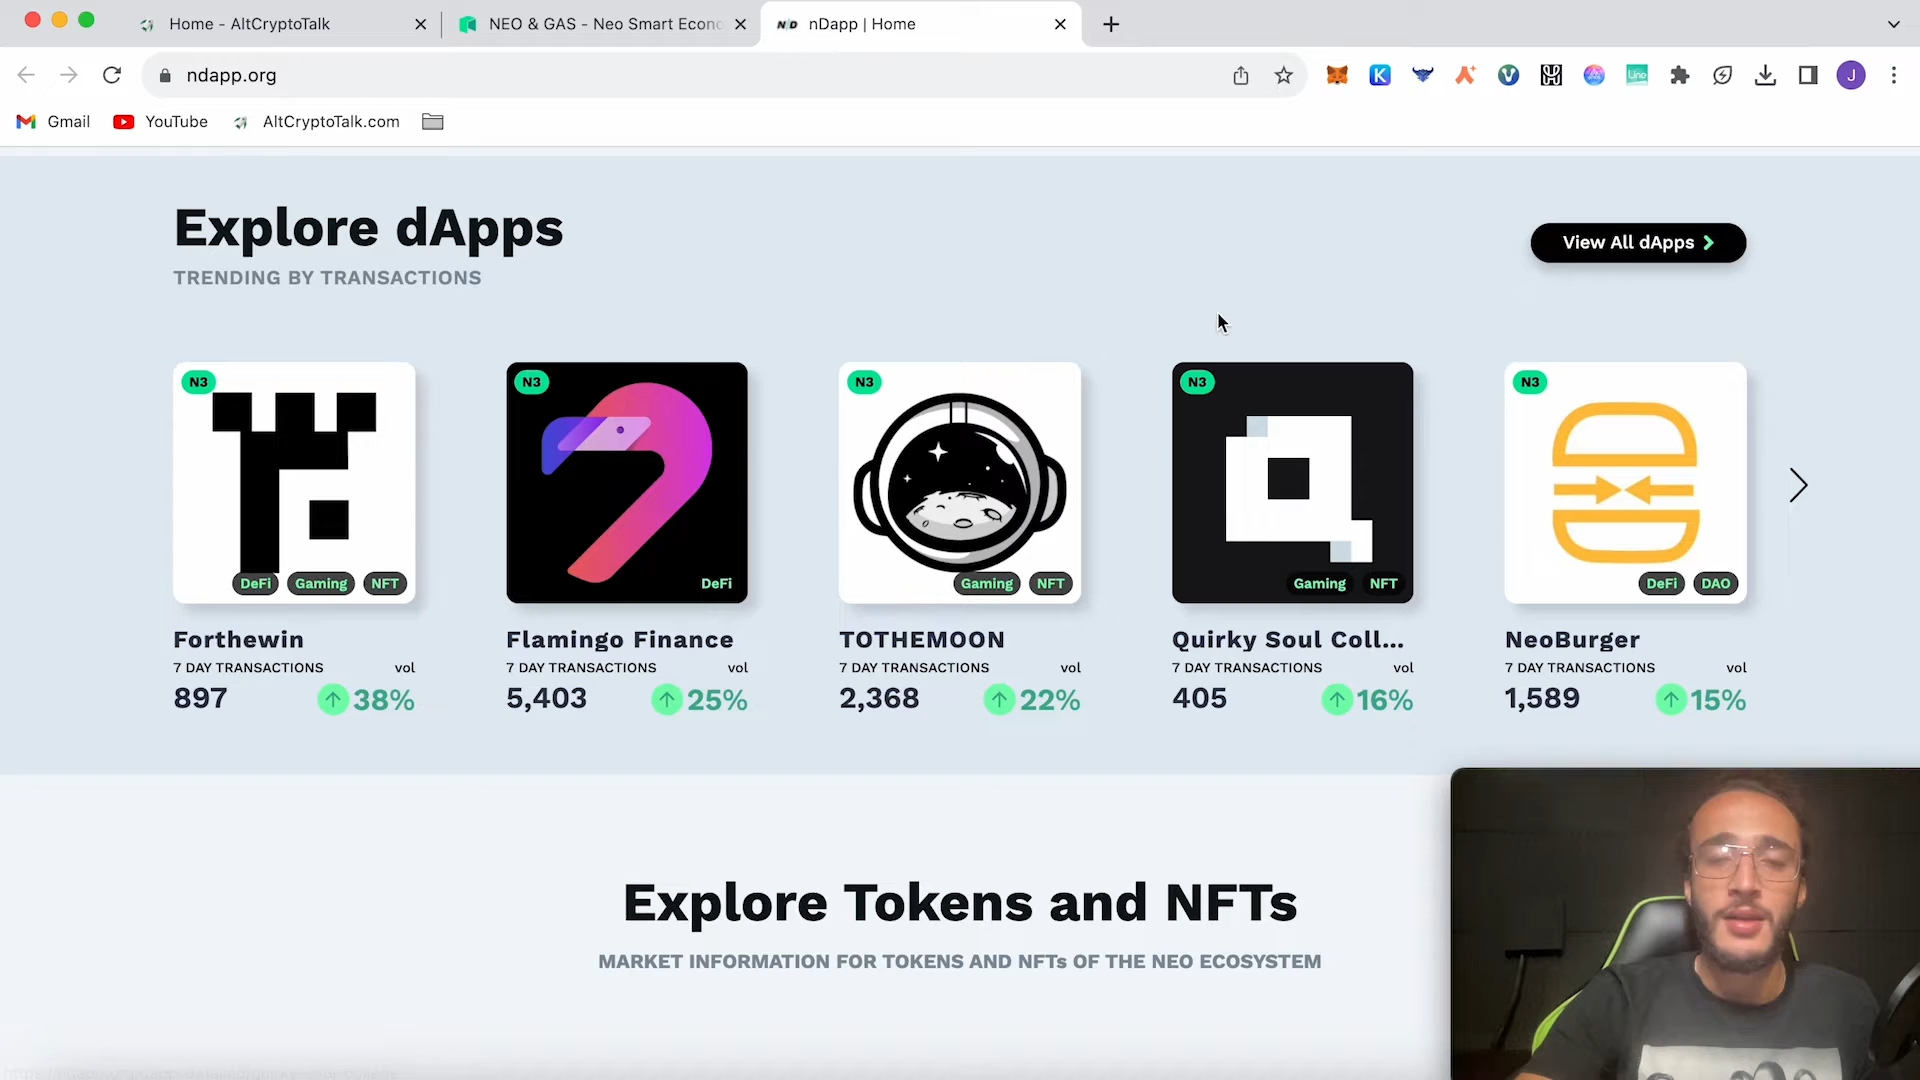 Home - AltCryptoTalk
NEO & GAS - Neo Smart Econo
N/D nDapp | Home
ndapp.org
J
Gmail
YouTube
AltCryptoTalk.com
Explore dApps
TRENDING BY TRANSACTIONS
View All dApps
N3
N3
N3
N3
N3
DeFi Gaming NFT
DeFi
Gaming NFT
Gaming NFT
DeFi DAO
Forthewin
7 DAY TRANSACTIONS vol
897 38%
Flamingo Finance
7 DAY TRANSACTIONS vol
5,403 25%
TOTHEMOON
7 DAY TRANSACTIONS vol
2,368 22%
Quirky Soul Coll...
7 DAY TRANSACTIONS vol
405 16%
NeoBurger
7 DAY TRANSACTIONS vol
1,589 15%
Explore Tokens and NFTs
MARKET INFORMATION FOR TOKENS AND NFTs OF THE NEO ECOSYSTEM